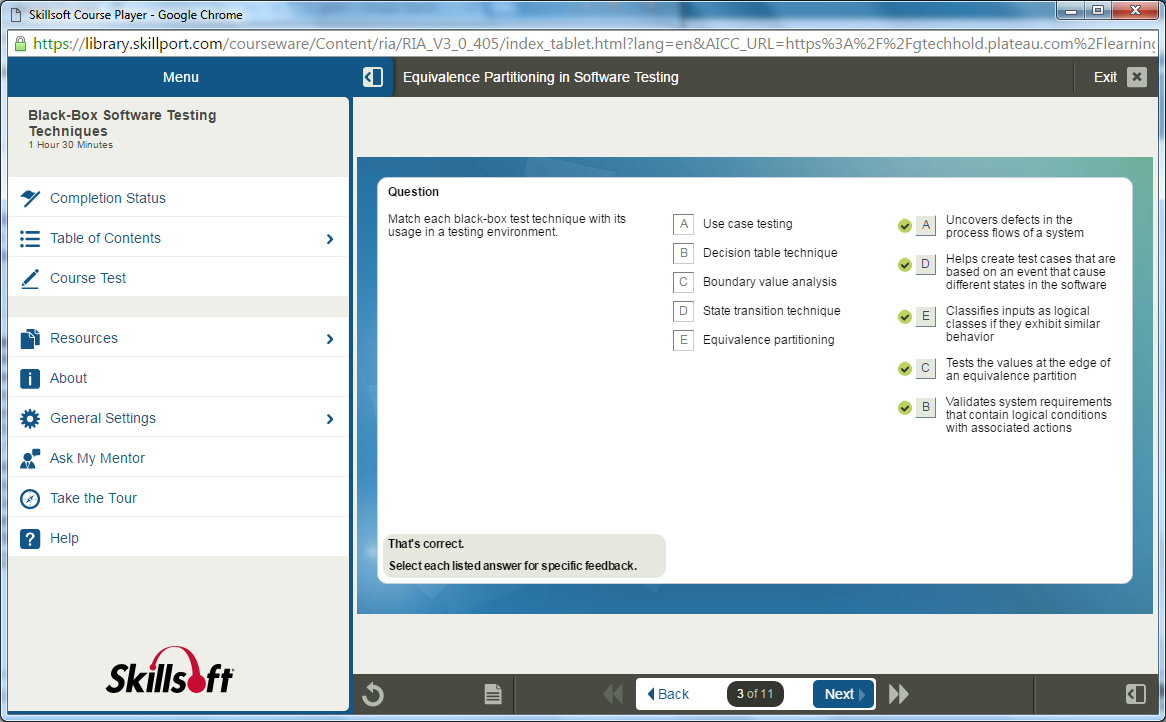 Skillsoft Course Player - Google Chrome
https://library.skillport.com/courseware/Content/ria/RIA_V3_0_405/index_tablet.html?lang=en&AICC_URL=https%3A%2F%2Fgtechhold.plateau.com%2Flearning
Menu
Equivalence Partitioning in Software Testing
Exit
Black-Box Software Testing
Techniques
1 Hour 30 Minutes
Completion Status
Table of Contents
Course Test
Resources
About
General Settings
Ask My Mentor
Take the Tour
Help
Skillsoft
Question
Match each black-box test technique with its
usage in a testing environment.
A Use case testing
B Decision table technique
C Boundary value analysis
D State transition technique
E Equivalence partitioning
A Uncovers defects in the
process flows of a system
D Helps create test cases that are
based on an event that cause
different states in the software
E Classifies inputs as logical
classes if they exhibit similar
behavior
C Tests the values at the edge of
an equivalence partition
B Validates system requirements
that contain logical conditions
with associated actions
That's correct.
Select each listed answer for specific feedback.
Back
3 of 11
Next